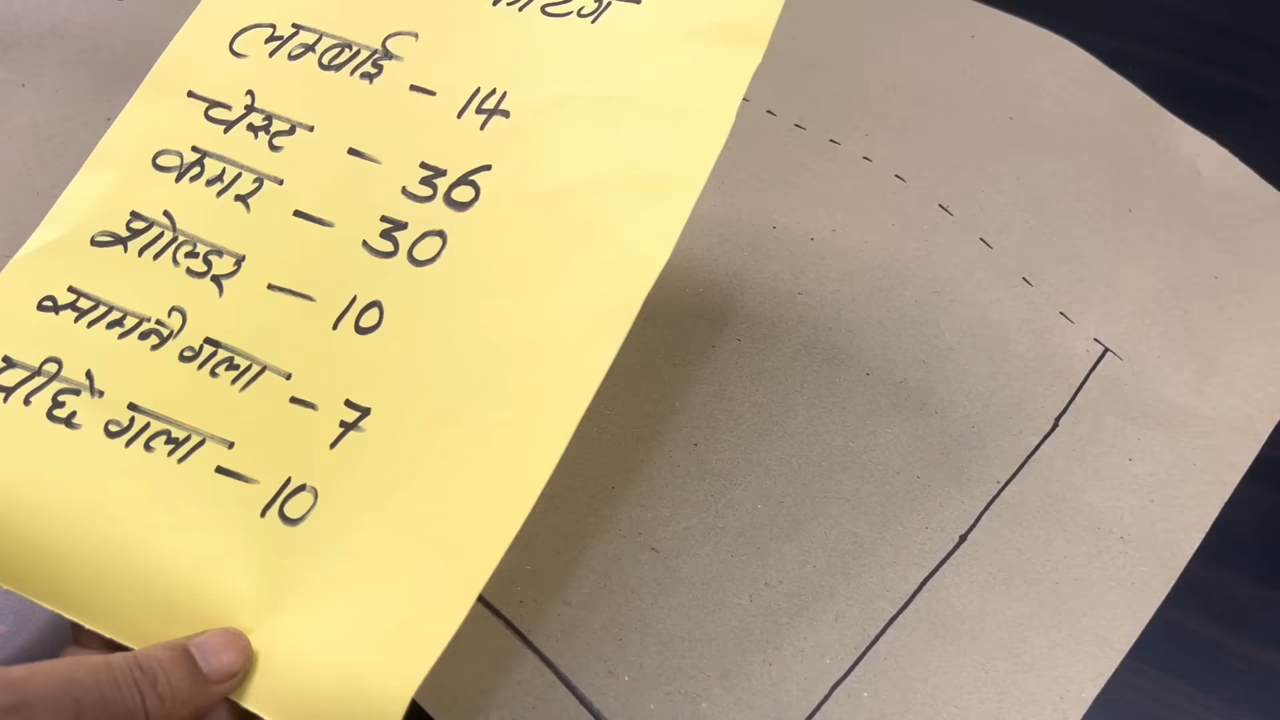 लम्बाई - 14
चेस्ट - 36
कमर - 30
शोल्डर - 10
सामने गला - 7
पीछे गला - 10